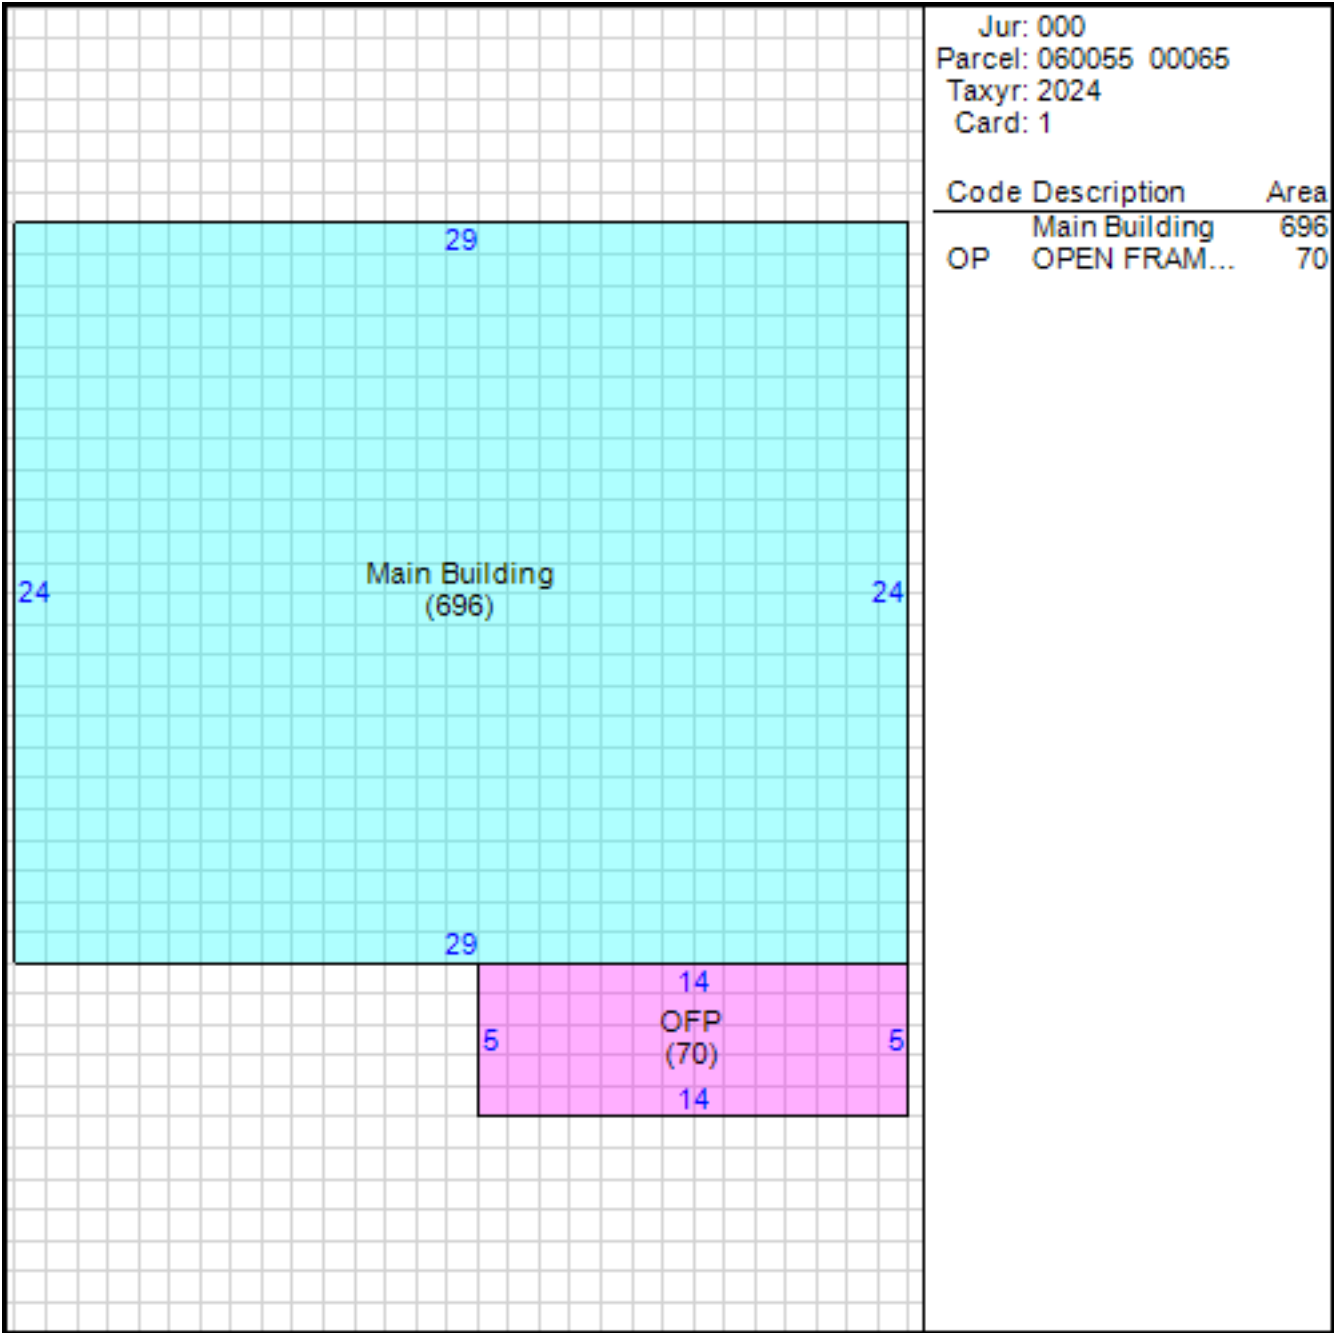 Jur: 000
Parcel: 060055 00065
Taxyr: 2024
Card: 1
Code Description Area
Main Building 696
OP OPEN FRAM... 70
29
24
Main Building
(696)
24
29
14
OFP
5
5
(70)
14